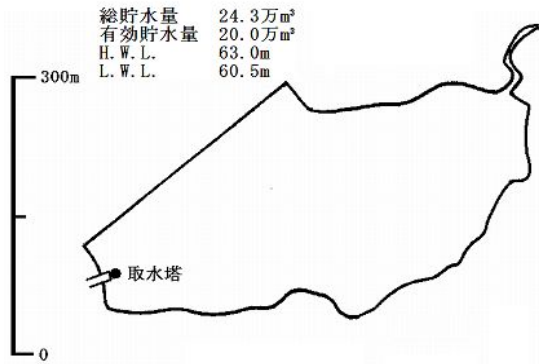 総貯水量 24.3万m³
有効貯水量 20.0万m³
H.W.L. 63.0m
L.W.L. 60.5m
300m
取水塔
0